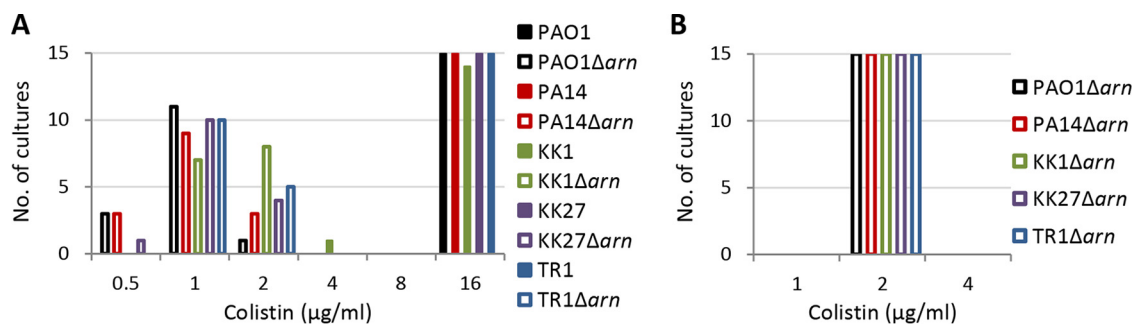 A
No. of cultures
15
10
5
0
0.5 1 2 4 8 16
Colistin (µg/ml)
PAO1
PAO1Δarn
PA14
PA14Δarn
KK1
KK1Δarn
KK27
KK27Δarn
TR1
TR1Δarn
B
No. of cultures
15
10
5
0
1 2 4
Colistin (µg/ml)
PAO1Δarn
PA14Δarn
KK1Δarn
KK27Δarn
TR1Δarn